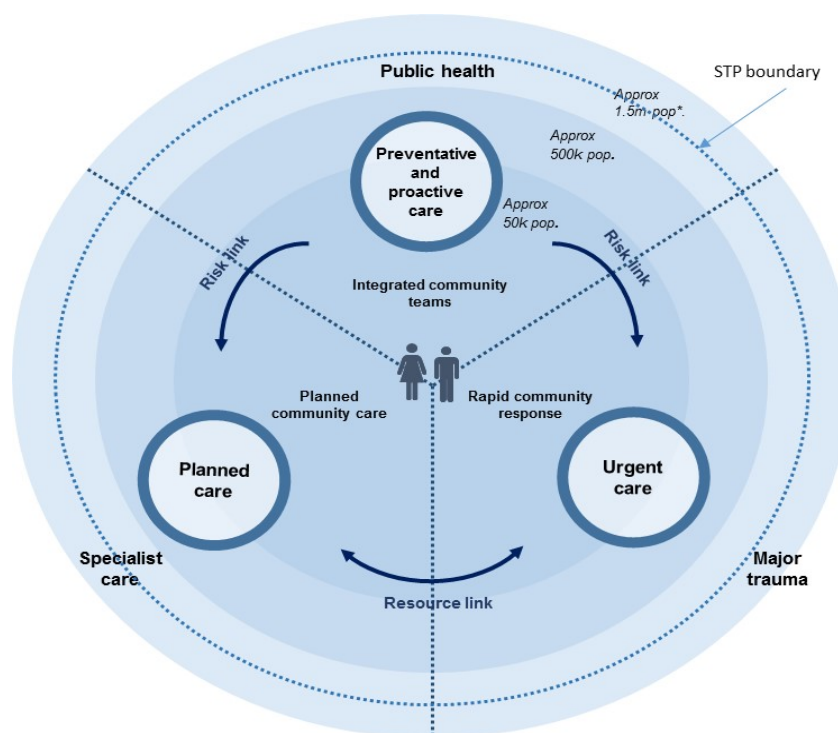 Public health
STP boundary
Approx
1.5m pop*.
Approx
500k pop.
Preventative
and
proactive
care
Approx
50k pop.
Risk link
Risk link
Integrated community
teams
Planned
community care
Rapid community
response
Planned
care
Urgent
care
Specialist
care
Major
trauma
Resource link